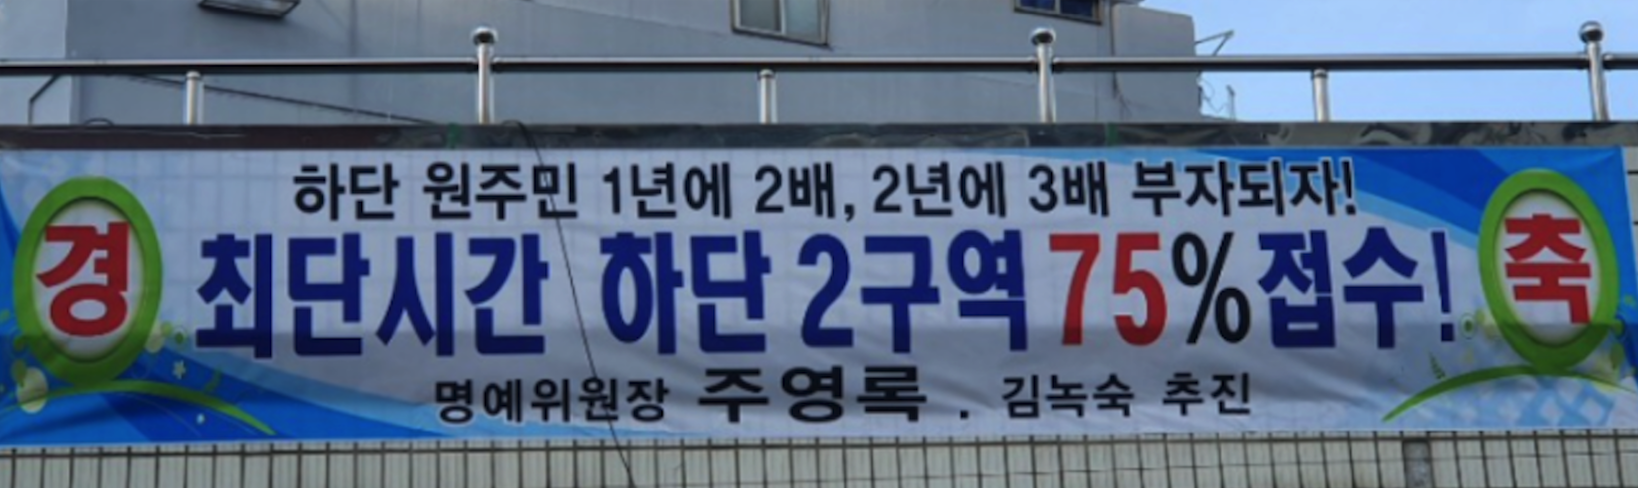 하단 원주민 1년에 2배, 2년에 3배 부자되자!
경 최단시간 하단 2구역 75% 접수! 축
명예위원장 주영록 . 김녹숙 추진